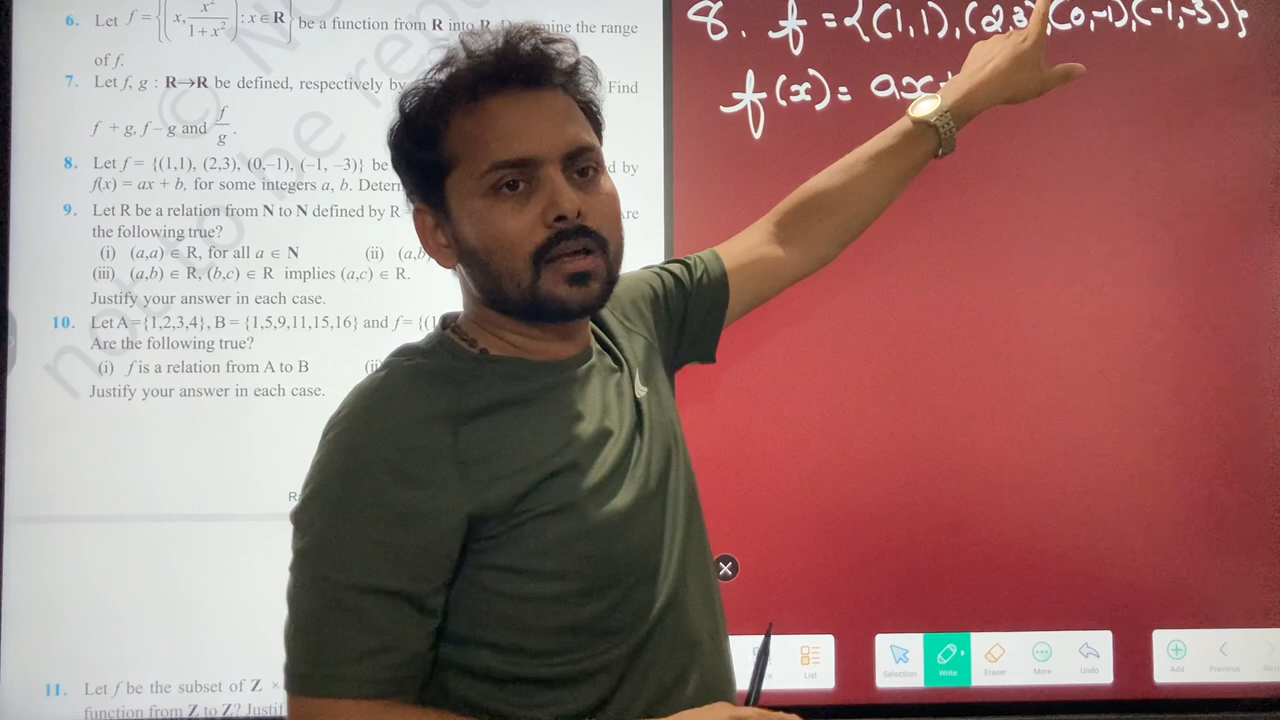 6. Let f = {(x, x²/1+x²) : x ∈ R} be a function from R into R. Determine the range
of f.
7. Let f, g : R→R be defined, respectively by Find
f + g, f – g and f/g.
8. Let f = {(1,1), (2,3), (0,–1), (–1, –3)} be d by
f(x) = ax + b, for some integers a, b.
9. Let R be a relation from N to N defined by R Are
the following true?
(i) (a,a) ∈ R, for all a ∈ N (ii) (a,b)
(iii) (a,b) ∈ R, (b,c) ∈ R implies (a,c) ∈ R.
Justify your answer in each case.
10. Let A ={1,2,3,4}, B = {1,5,9,11,15,16} and f = {(1
Are the following true?
(i) f is a relation from A to B (ii
Justify your answer in each case.
11. Let f be the subset of Z ×
function from Z to Z? Justif
8. f = {(1,1),(2,3),(0,-1),(-1,-3)}
f(x) = ax
List
Selection Write Eraser More Undo
Add Previous